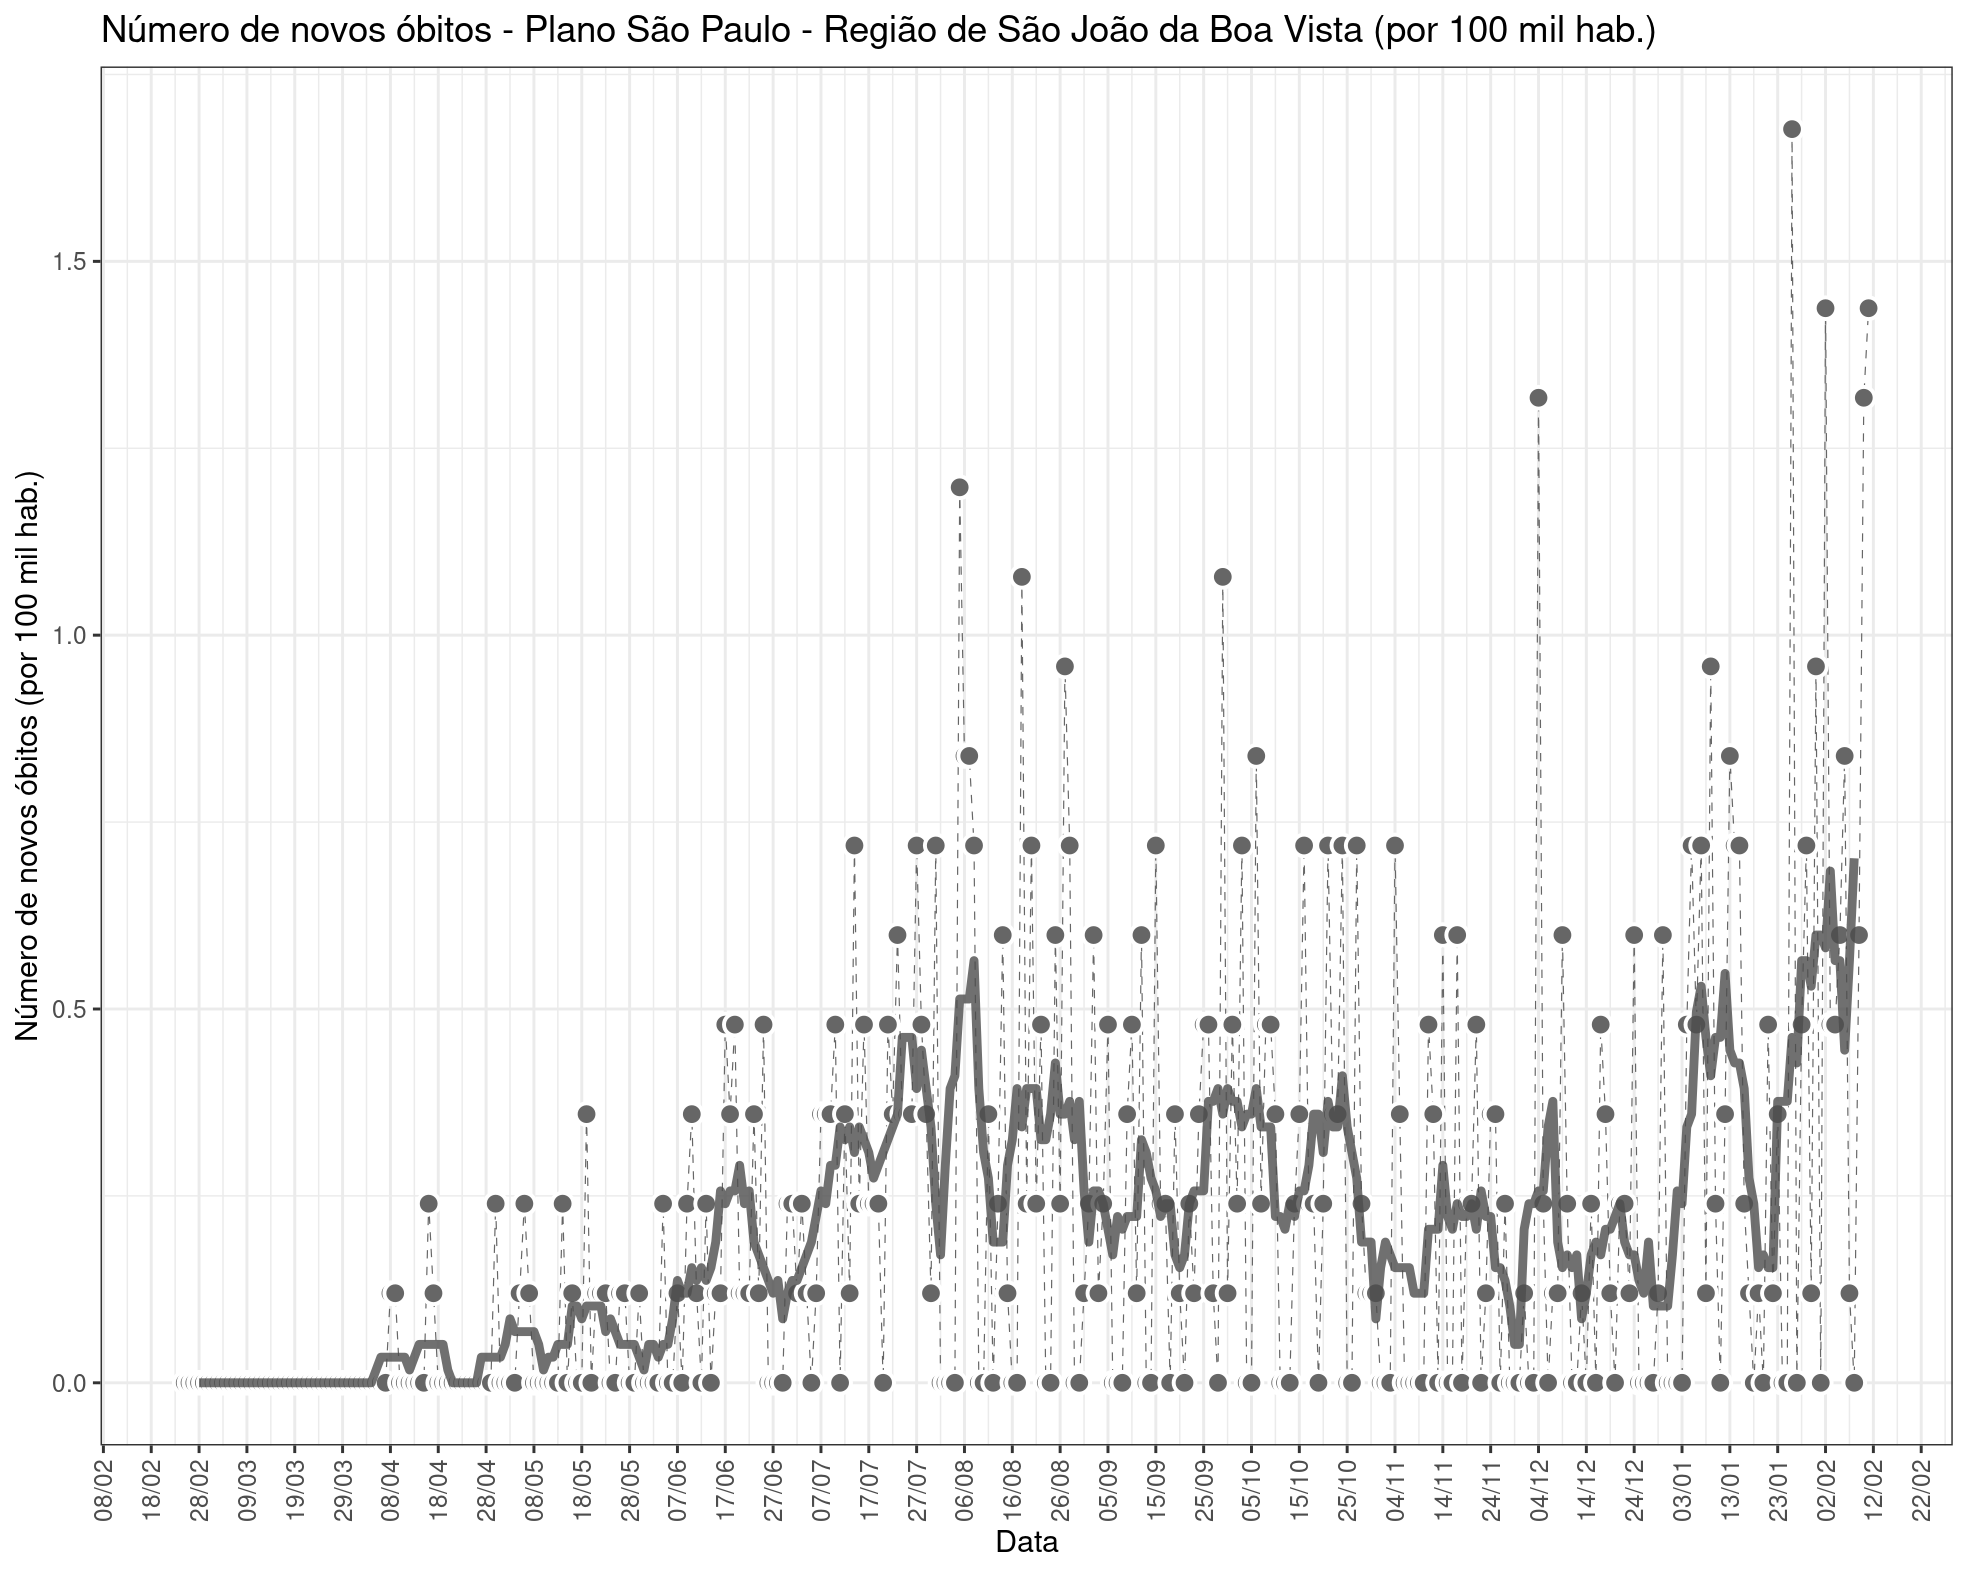 Número de novos óbitos - Plano São Paulo - Região de São João da Boa Vista (por 100 mil hab.)
Número de novos óbitos (por 100 mil hab.)
1.5
1.0
0.5
0.0
08/02 18/02 28/02 09/03 19/03 29/03 08/04 18/04 28/04 08/05 18/05 28/05 07/06 17/06 27/06 07/07 17/07 27/07 06/08 16/08 26/08 05/09 15/09 25/09 05/10 15/10 25/10 04/11 14/11 24/11 04/12 14/12 24/12 03/01 13/01 23/01 02/02 12/02 22/02
Data